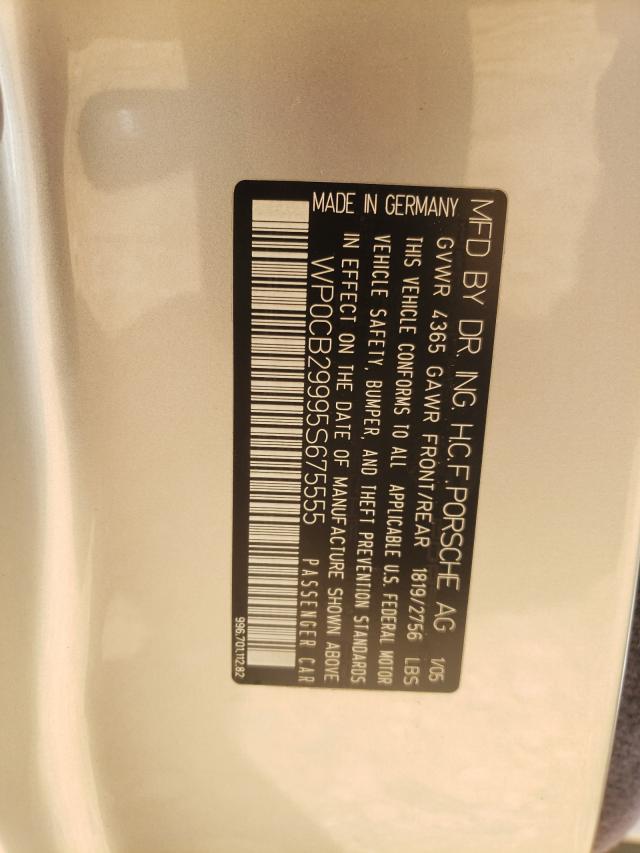 MFD BY DR. ING. H.C.F. PORSCHE AG 1/05
GVWR 4365 GAWR FRONT/REAR 1819/2756 LBS
THIS VEHICLE CONFORMS TO ALL APPLICABLE U.S. FEDERAL MOTOR
VEHICLE SAFETY, BUMPER, AND THEFT PREVENTION STANDARDS
IN EFFECT ON THE DATE OF MANUFACTURE SHOWN ABOVE
MADE IN GERMANY
WP0CB29995S675555 PASSENGER CAR
996.701.112.82